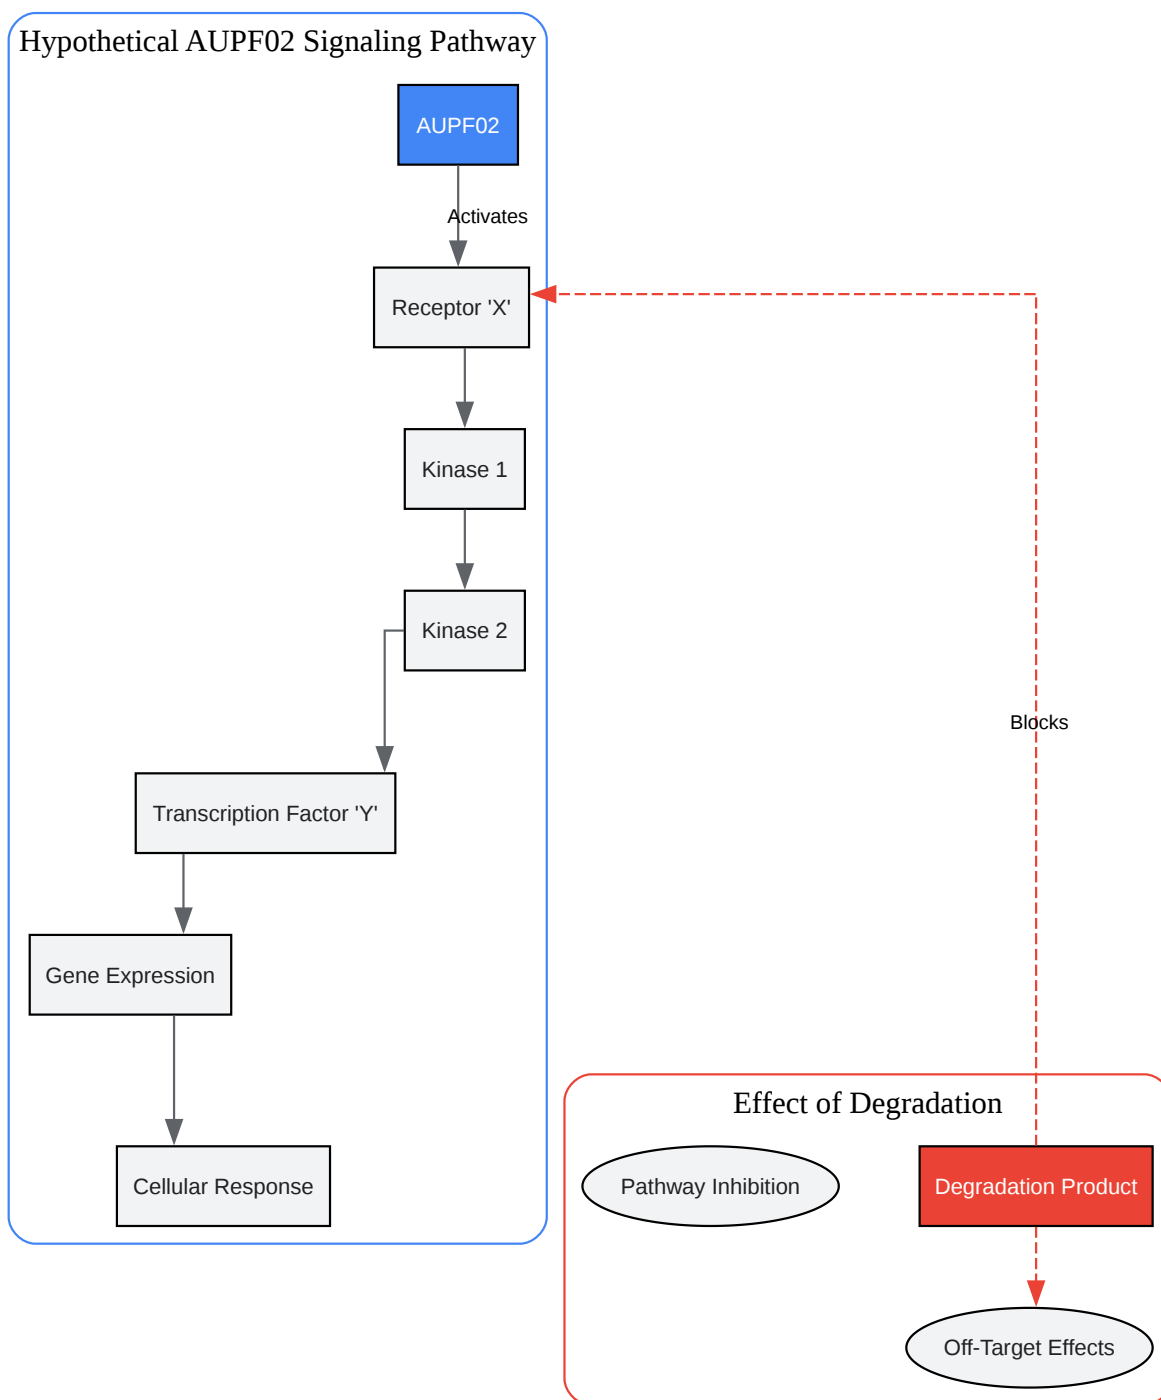 Hypothetical AUPF02 Signaling Pathway
AUPF02
Activates
Receptor 'X'
Kinase 1
Kinase 2
Transcription Factor 'Y'
Gene Expression
Cellular Response
Blocks
Effect of Degradation
Pathway Inhibition
Degradation Product
Off-Target Effects